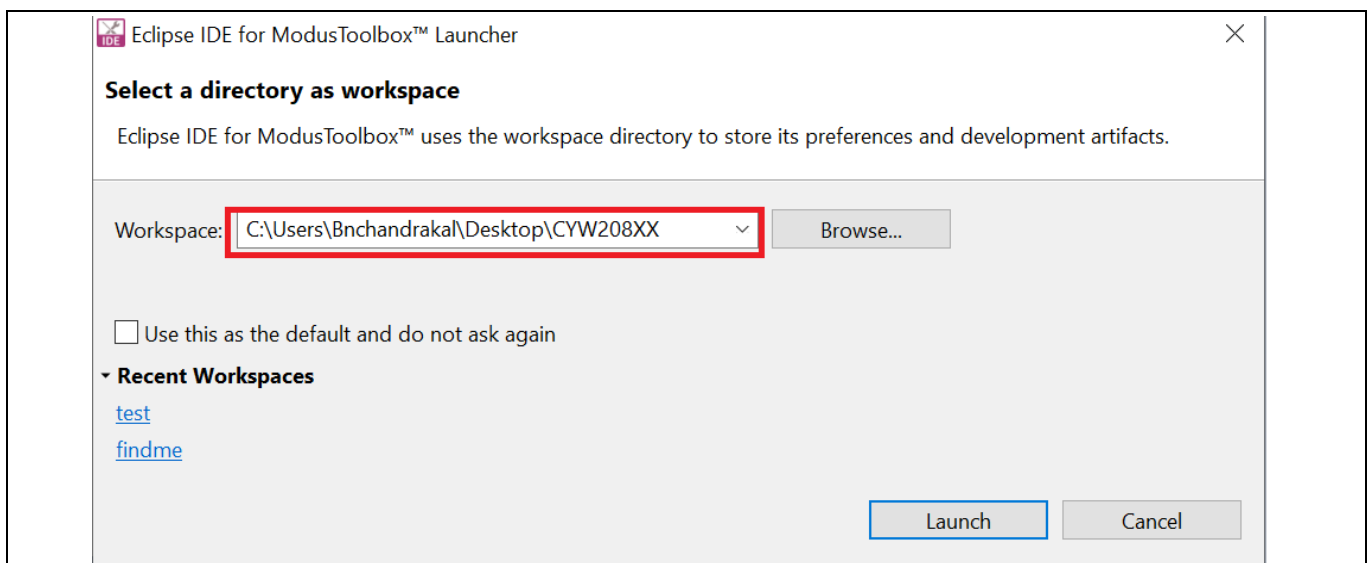 IDE Eclipse IDE for ModusToolbox™ Launcher
Select a directory as workspace
Eclipse IDE for ModusToolbox™ uses the workspace directory to store its preferences and development artifacts.
Workspace: C:\Users\Bnchandrakal\Desktop\CYW208XX Browse...
Use this as the default and do not ask again
Recent Workspaces
test
findme
Launch Cancel